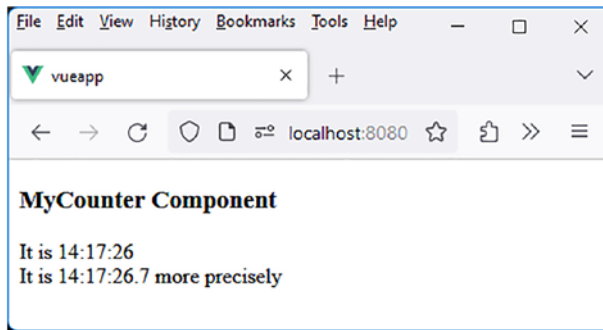 File Edit View History Bookmarks Tools Help
vueapp
localhost:8080
MyCounter Component
It is 14:17:26
It is 14:17:26.7 more precisely